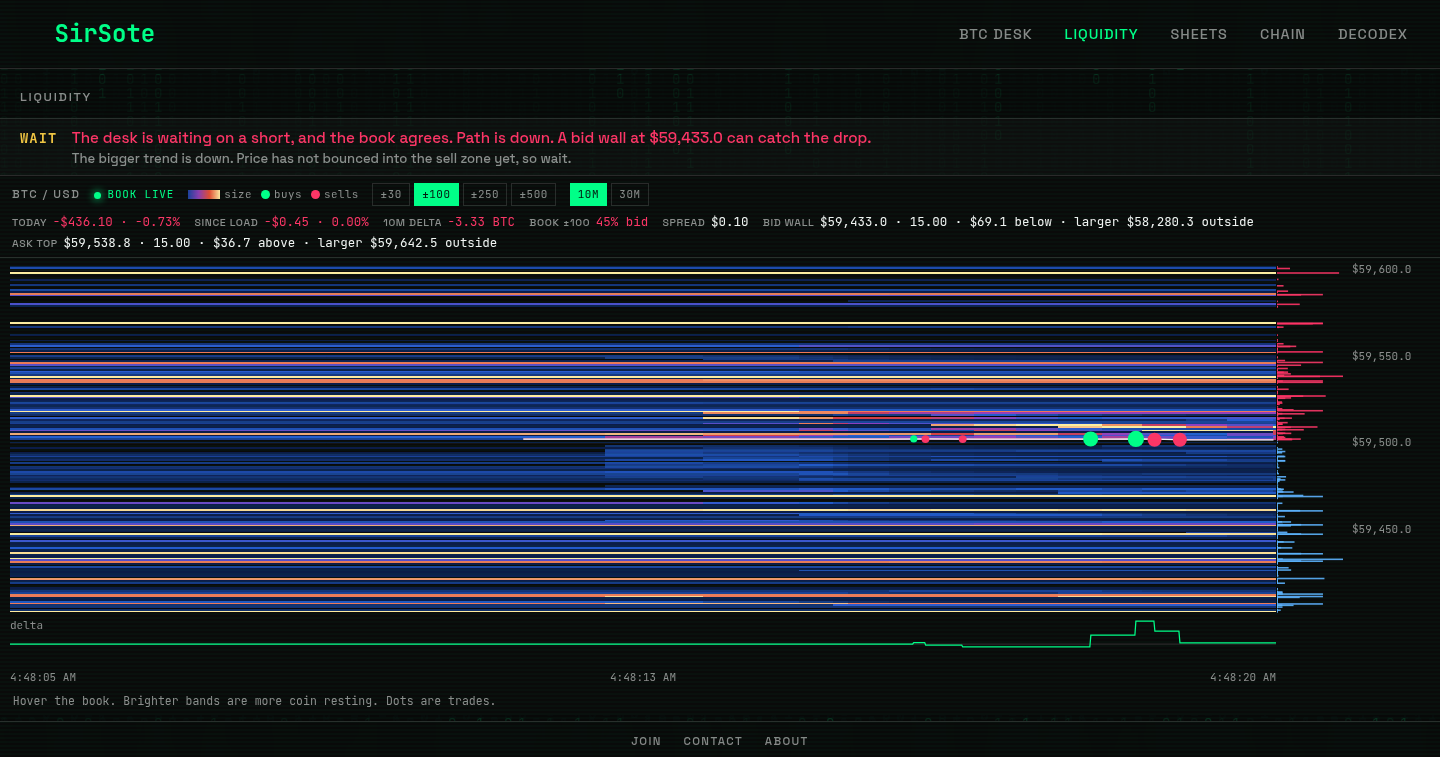 SirSote
BTC DESK LIQUIDITY SHEETS CHAIN DECODEX
LIQUIDITY
WAIT The desk is waiting on a short, and the book agrees. Path is down. A bid wall at $59,433.0 can catch the drop.
The bigger trend is down. Price has not bounced into the sell zone yet, so wait.
BTC / USD BOOK LIVE size buys sells ±30 ±100 ±250 ±500 10M 30M
TODAY -$436.10 · -0.73% SINCE LOAD -$0.45 · 0.00% 10M DELTA -3.33 BTC BOOK ±100 45% bid SPREAD $0.10 BID WALL $59,433.0 · 15.00 · $69.1 below · larger $58,280.3 outside
ASK TOP $59,538.8 · 15.00 · $36.7 above · larger $59,642.5 outside
$59,600.0
$59,550.0
$59,500.0
$59,450.0
delta
4:48:05 AM 4:48:13 AM 4:48:20 AM
Hover the book. Brighter bands are more coin resting. Dots are trades.
JOIN CONTACT ABOUT